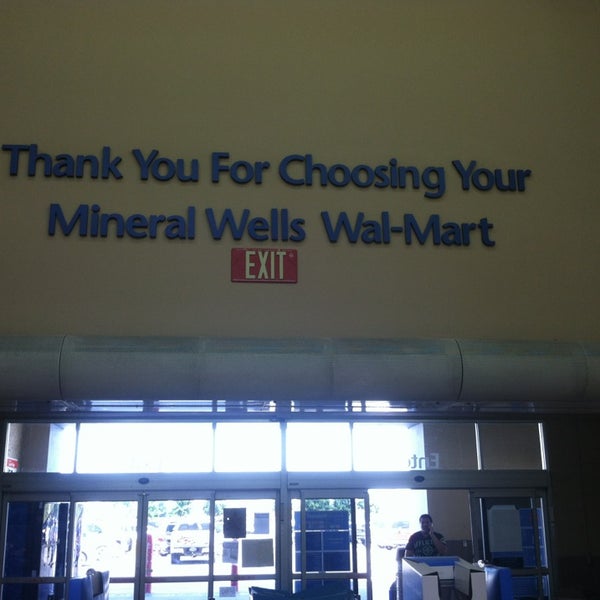 Thank You For Choosing Your
Mineral Wells Wal-Mart
EXIT